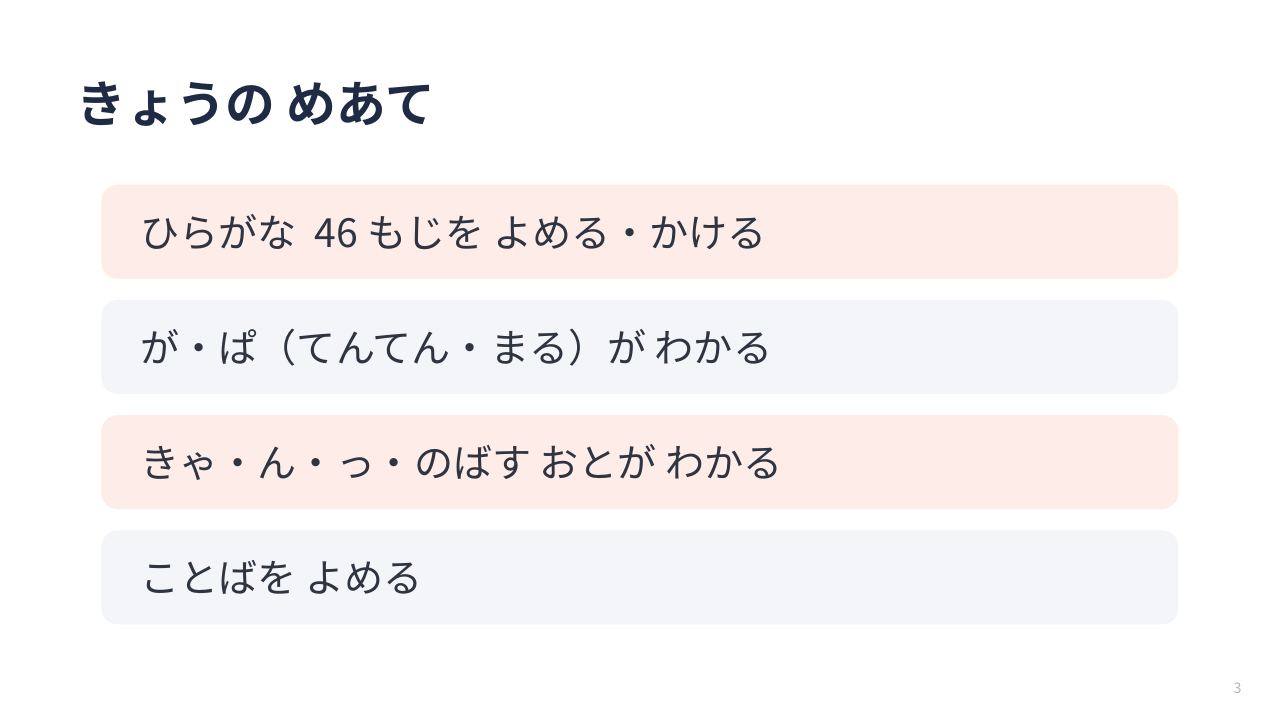 きょうの めあて
ひらがな 46 もじを よめる・かける
が・ぱ（てんてん・まる）が わかる
きゃ・ん・っ・のばす おとが わかる
ことばを よめる
3